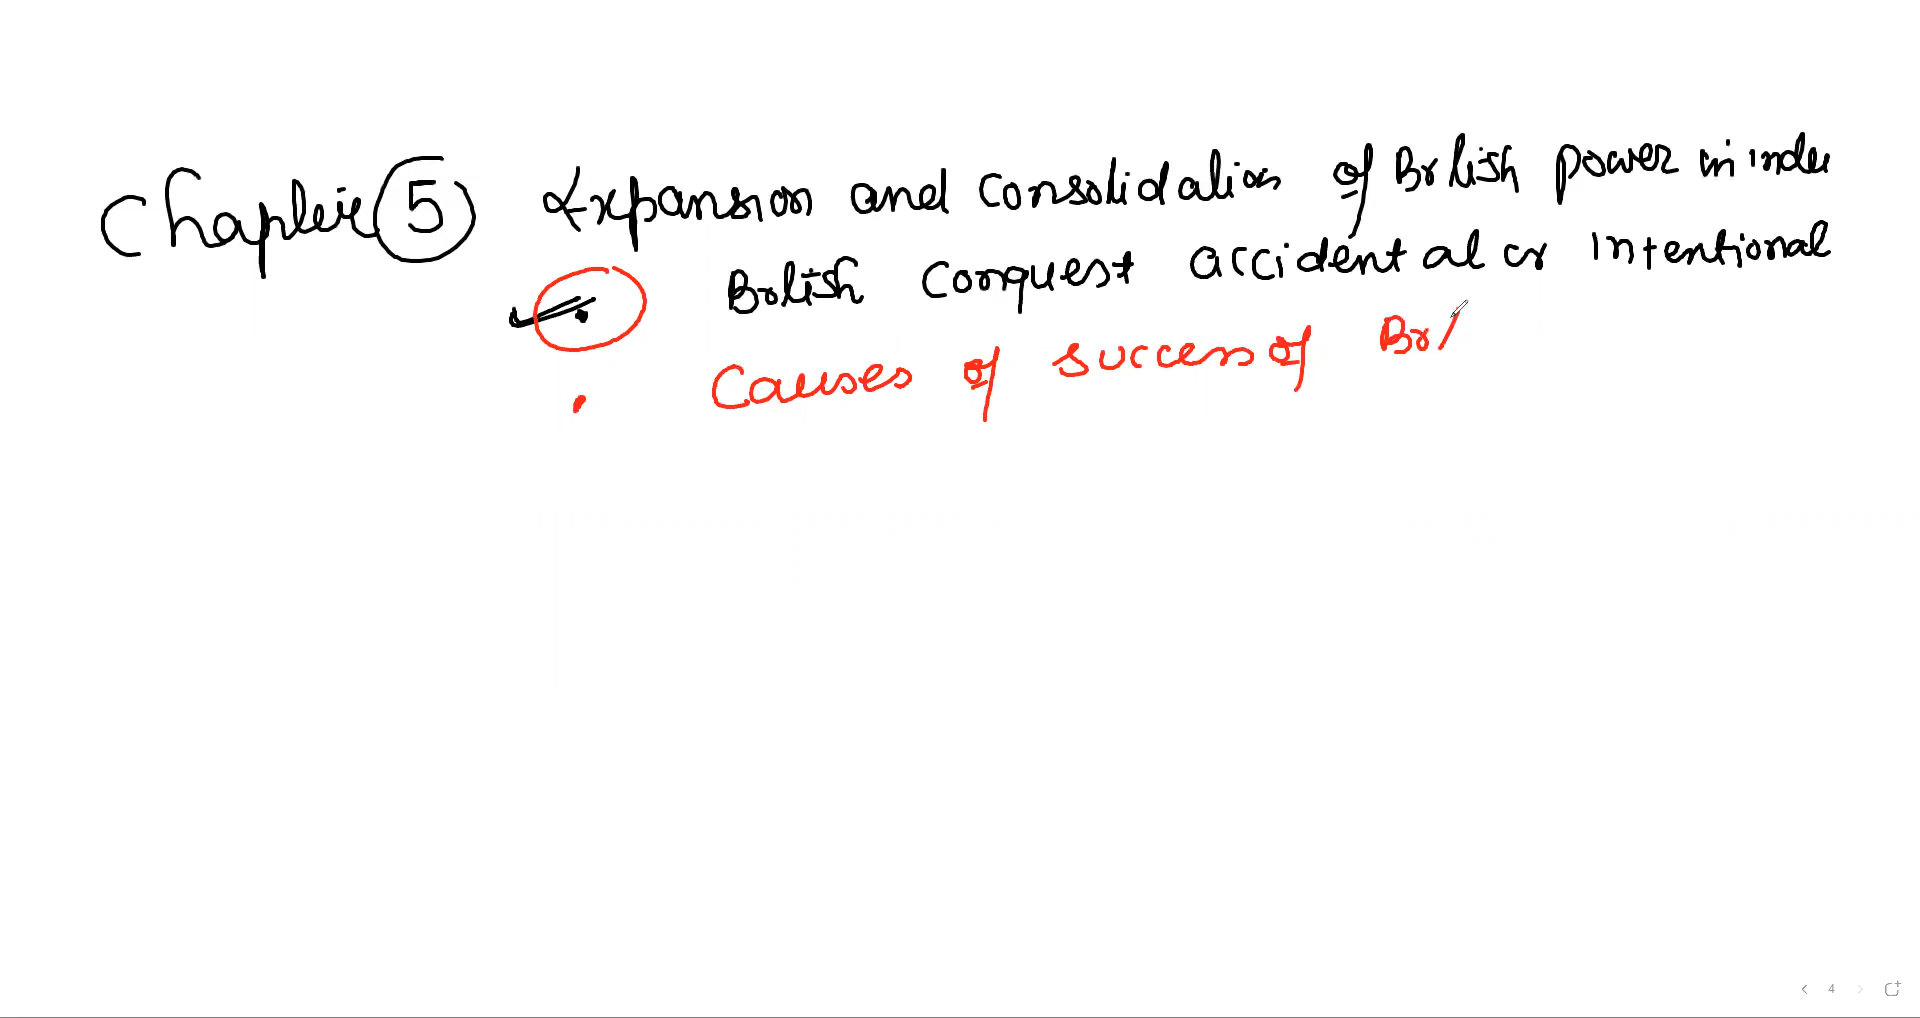 Chapter 5 Expansion and Consolidation of British power in india
British Conquest accidental or Intentional
Causes of success of Br
4